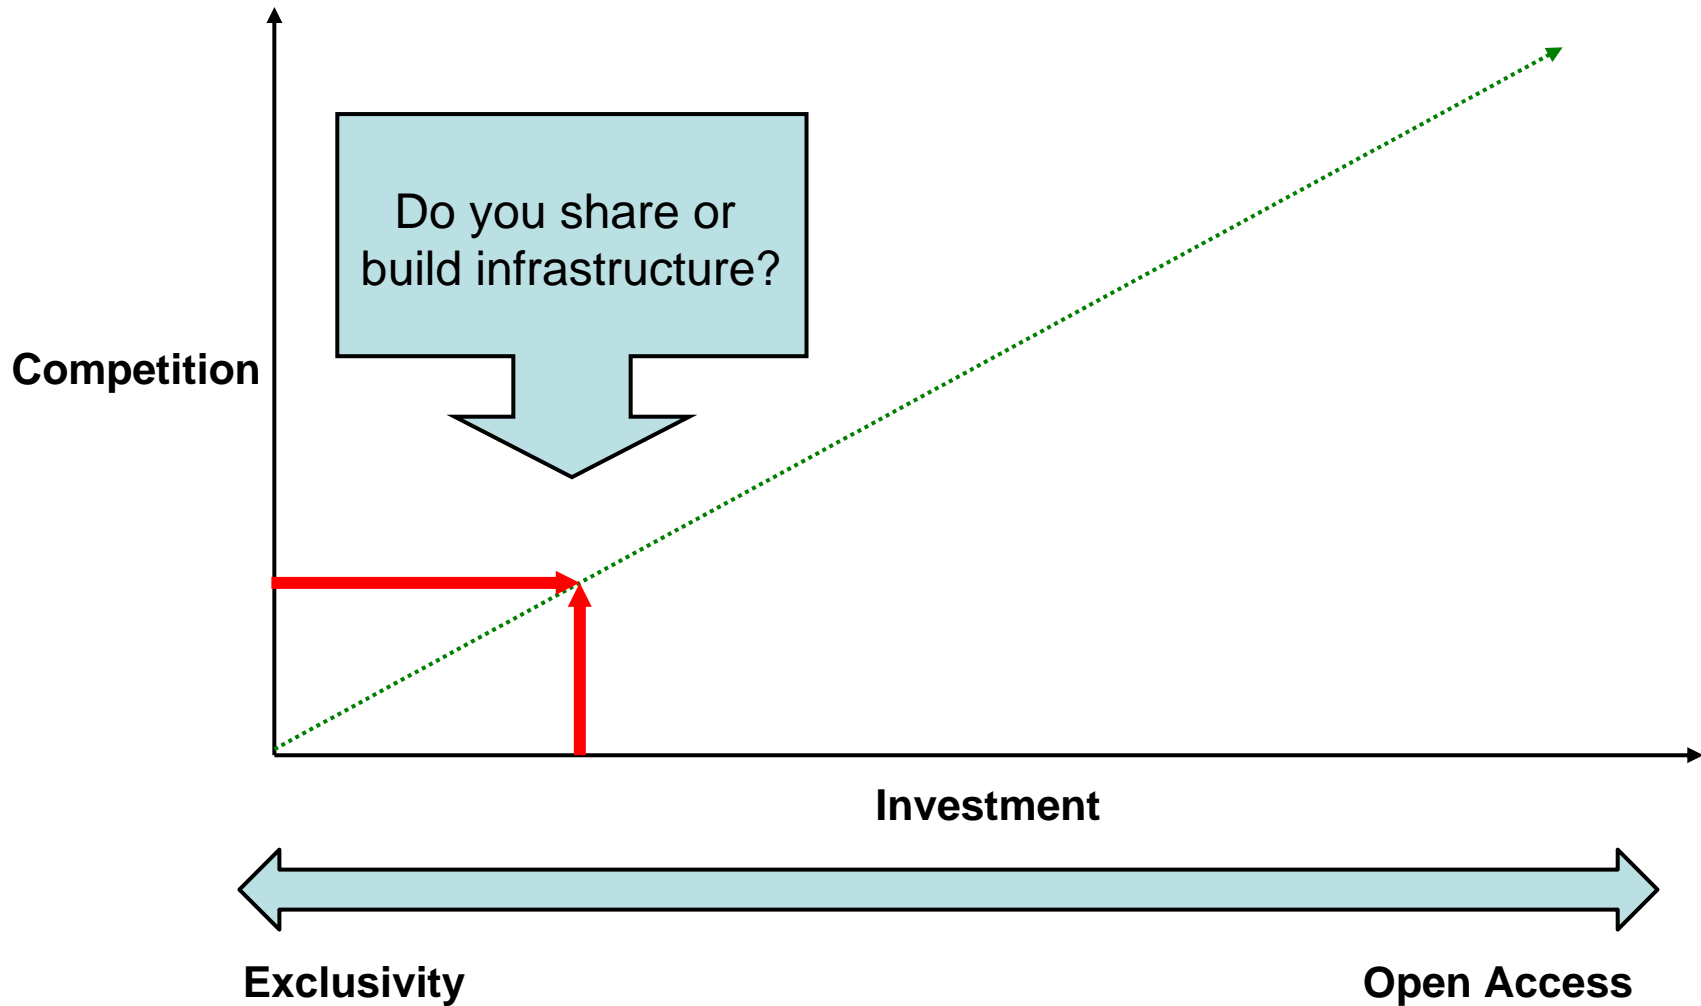 Do you share or
build infrastructure?
Competition
Investment
Exclusivity
Open Access